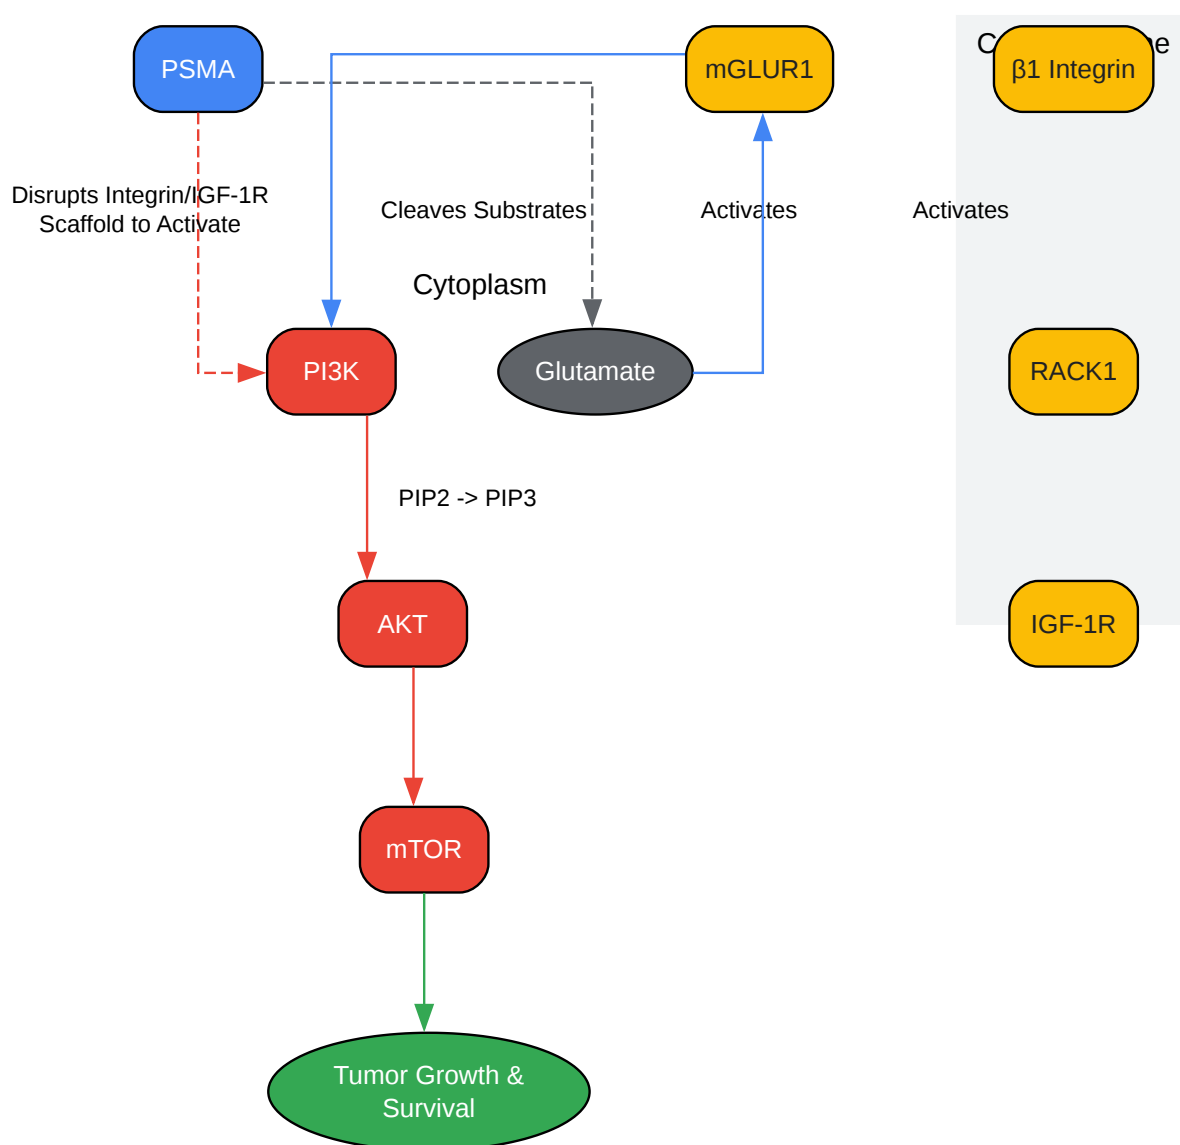 PSMA
mGLUR1
β1 Integrin
Disrupts Integrin/IGF-1R
Scaffold to Activate
Cleaves Substrates
Activates
Activates
Cytoplasm
PI3K
Glutamate
RACK1
PIP2 -> PIP3
AKT
IGF-1R
mTOR
Tumor Growth &
Survival